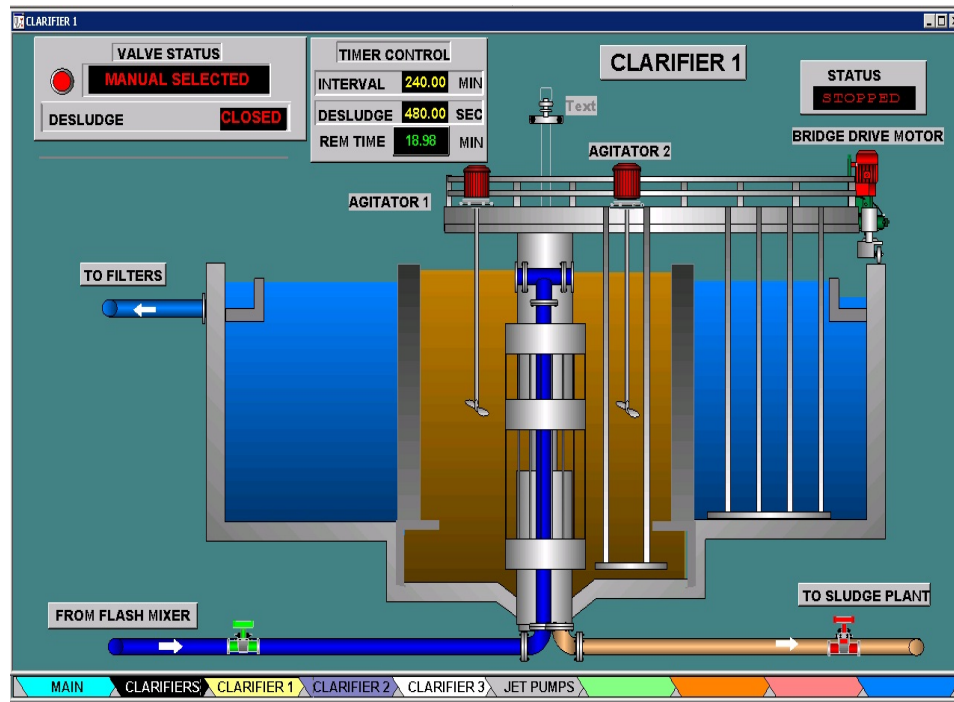 CLARIFIER 1
VALVE STATUS
MANUAL SELECTED
DESLUDGE CLOSED
TIMER CONTROL
INTERVAL 240.00 MIN
DESLUDGE 480.00 SEC
REM TIME 18.98 MIN
CLARIFIER 1
STATUS
STOPPED
Text
BRIDGE DRIVE MOTOR
AGITATOR 2
AGITATOR 1
TO FILTERS
FROM FLASH MIXER
TO SLUDGE PLANT
MAIN CLARIFIERS CLARIFIER 1 CLARIFIER 2 CLARIFIER 3 JET PUMPS